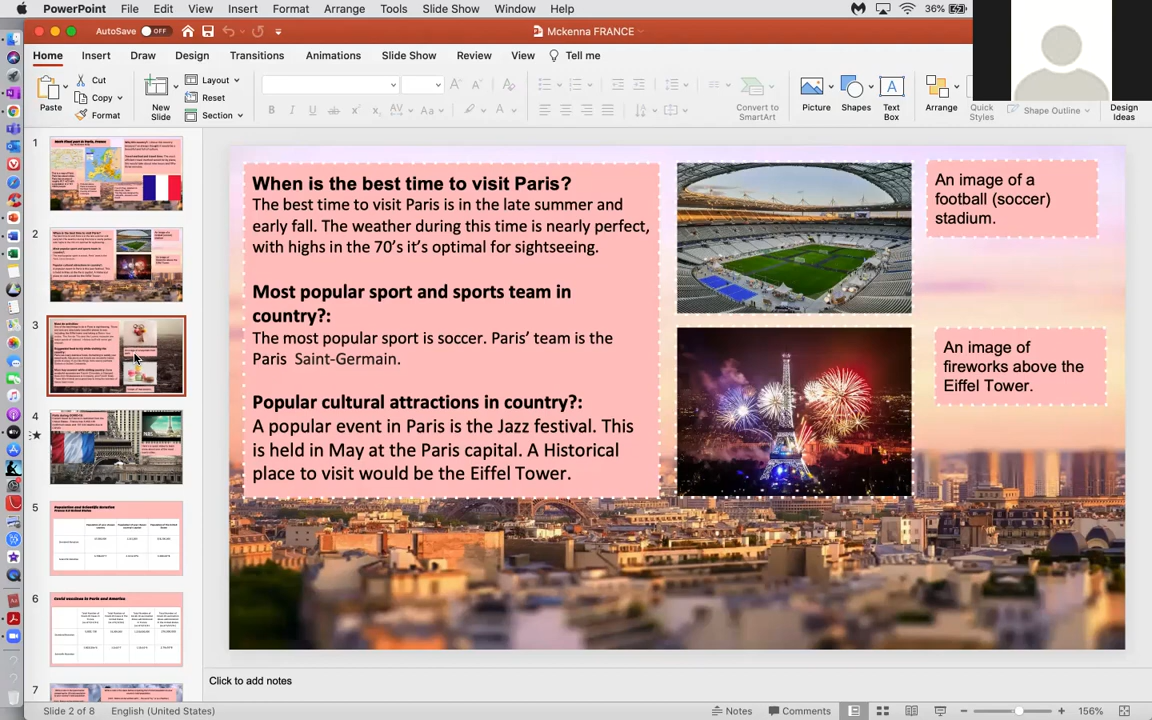 PowerPoint File Edit View Insert Format Arrange Tools Slide Show Window Help 36%
AutoSave OFF Mckenna FRANCE
Home Insert Draw Design Transitions Animations Slide Show Review View Tell me
Paste Cut Copy Format New Slide Layout Reset Section Convert to SmartArt Picture Shapes Text Box Arrange Quick Styles Shape Outline Design Ideas
1
2
3
4
5
6
7
When is the best time to visit Paris?
The best time to visit Paris is in the late summer and
early fall. The weather during this time is nearly perfect,
with highs in the 70's it's optimal for sightseeing.
Most popular sport and sports team in
country?:
The most popular sport is soccer. Paris' team is the
Paris Saint-Germain.
Popular cultural attractions in country?:
A popular event in Paris is the Jazz festival. This
is held in May at the Paris capital. A Historical
place to visit would be the Eiffel Tower.
An image of a
football (soccer)
stadium.
An image of
fireworks above the
Eiffel Tower.
Click to add notes
Slide 2 of 8 English (United States) Notes Comments 156%